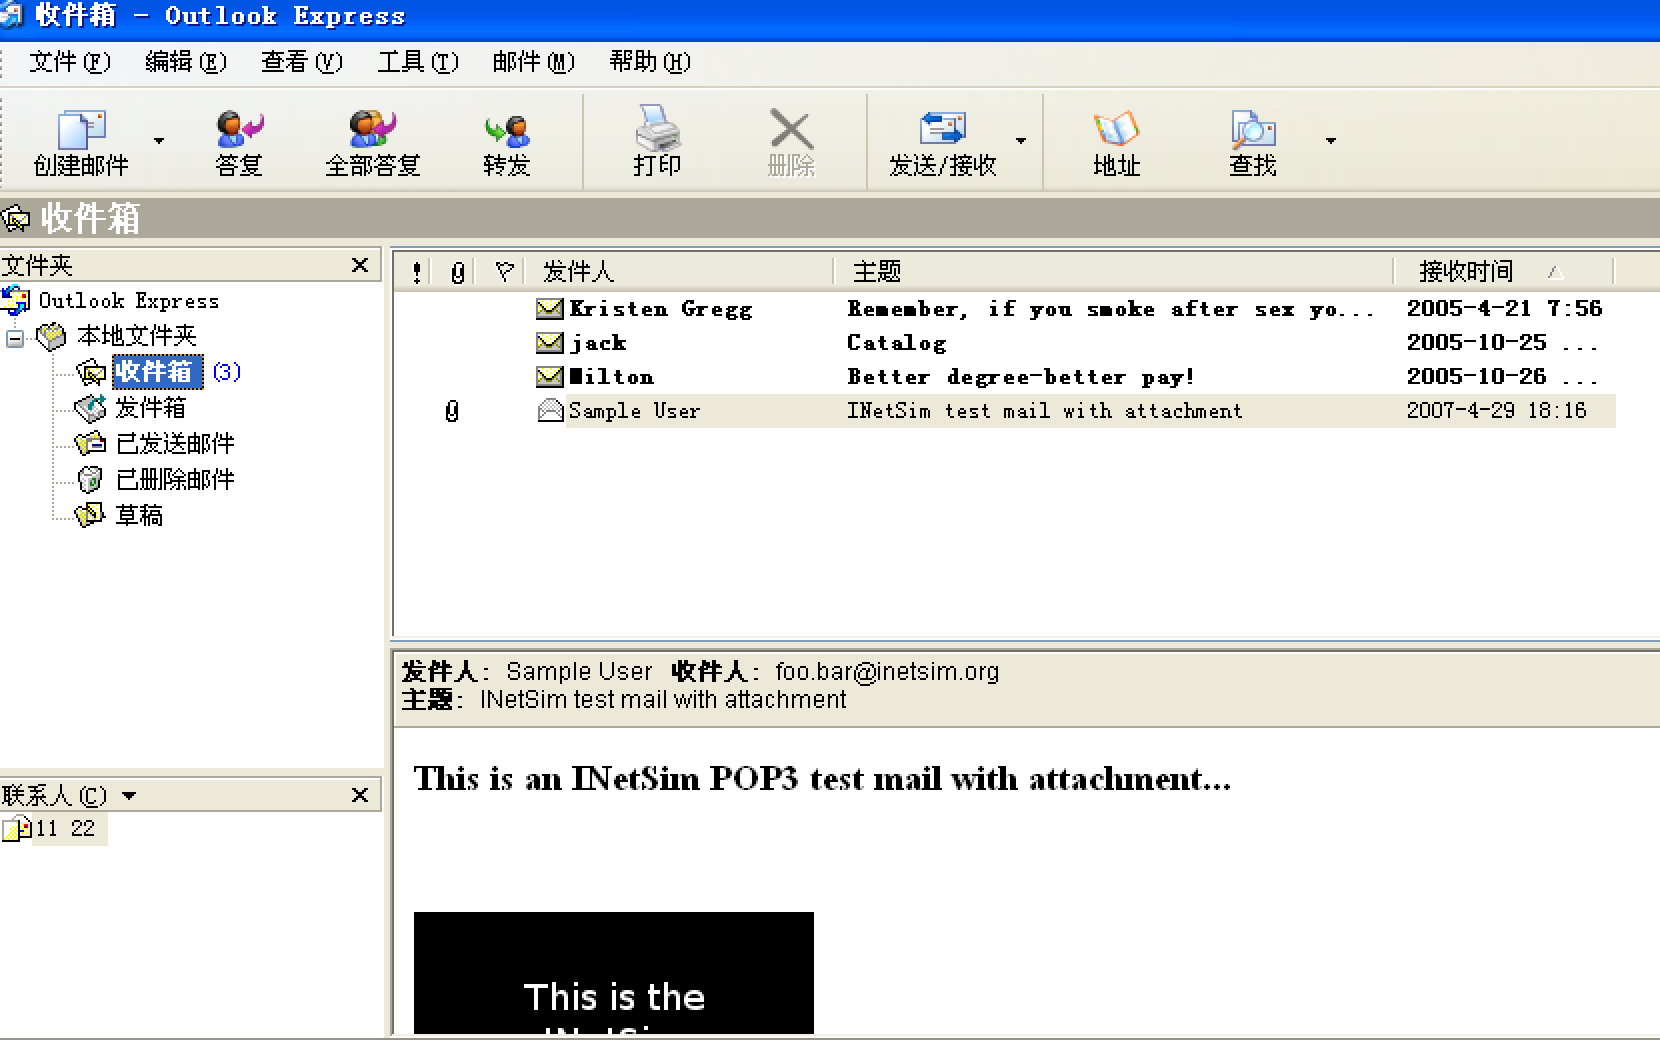 收件箱 - Outlook Express
文件(F) 编辑(E) 查看(V) 工具(T) 邮件(M) 帮助(H)
创建邮件 答复 全部答复 转发 打印 删除 发送/接收 地址 查找
收件箱
文件夹
Outlook Express
本地文件夹
收件箱 (3)
发件箱
已发送邮件
已删除邮件
草稿
联系人(C)
11 22
! 发件人 主题 接收时间
Kristen Gregg Remember, if you smoke after sex yo... 2005-4-21 7:56
jack Catalog 2005-10-25 ...
Milton Better degree-better pay! 2005-10-26 ...
Sample User INetSim test mail with attachment 2007-4-29 18:16
发件人: Sample User 收件人: foo.bar@inetsim.org
主题: INetSim test mail with attachment
This is an INetSim POP3 test mail with attachment...
This is the
INetSim